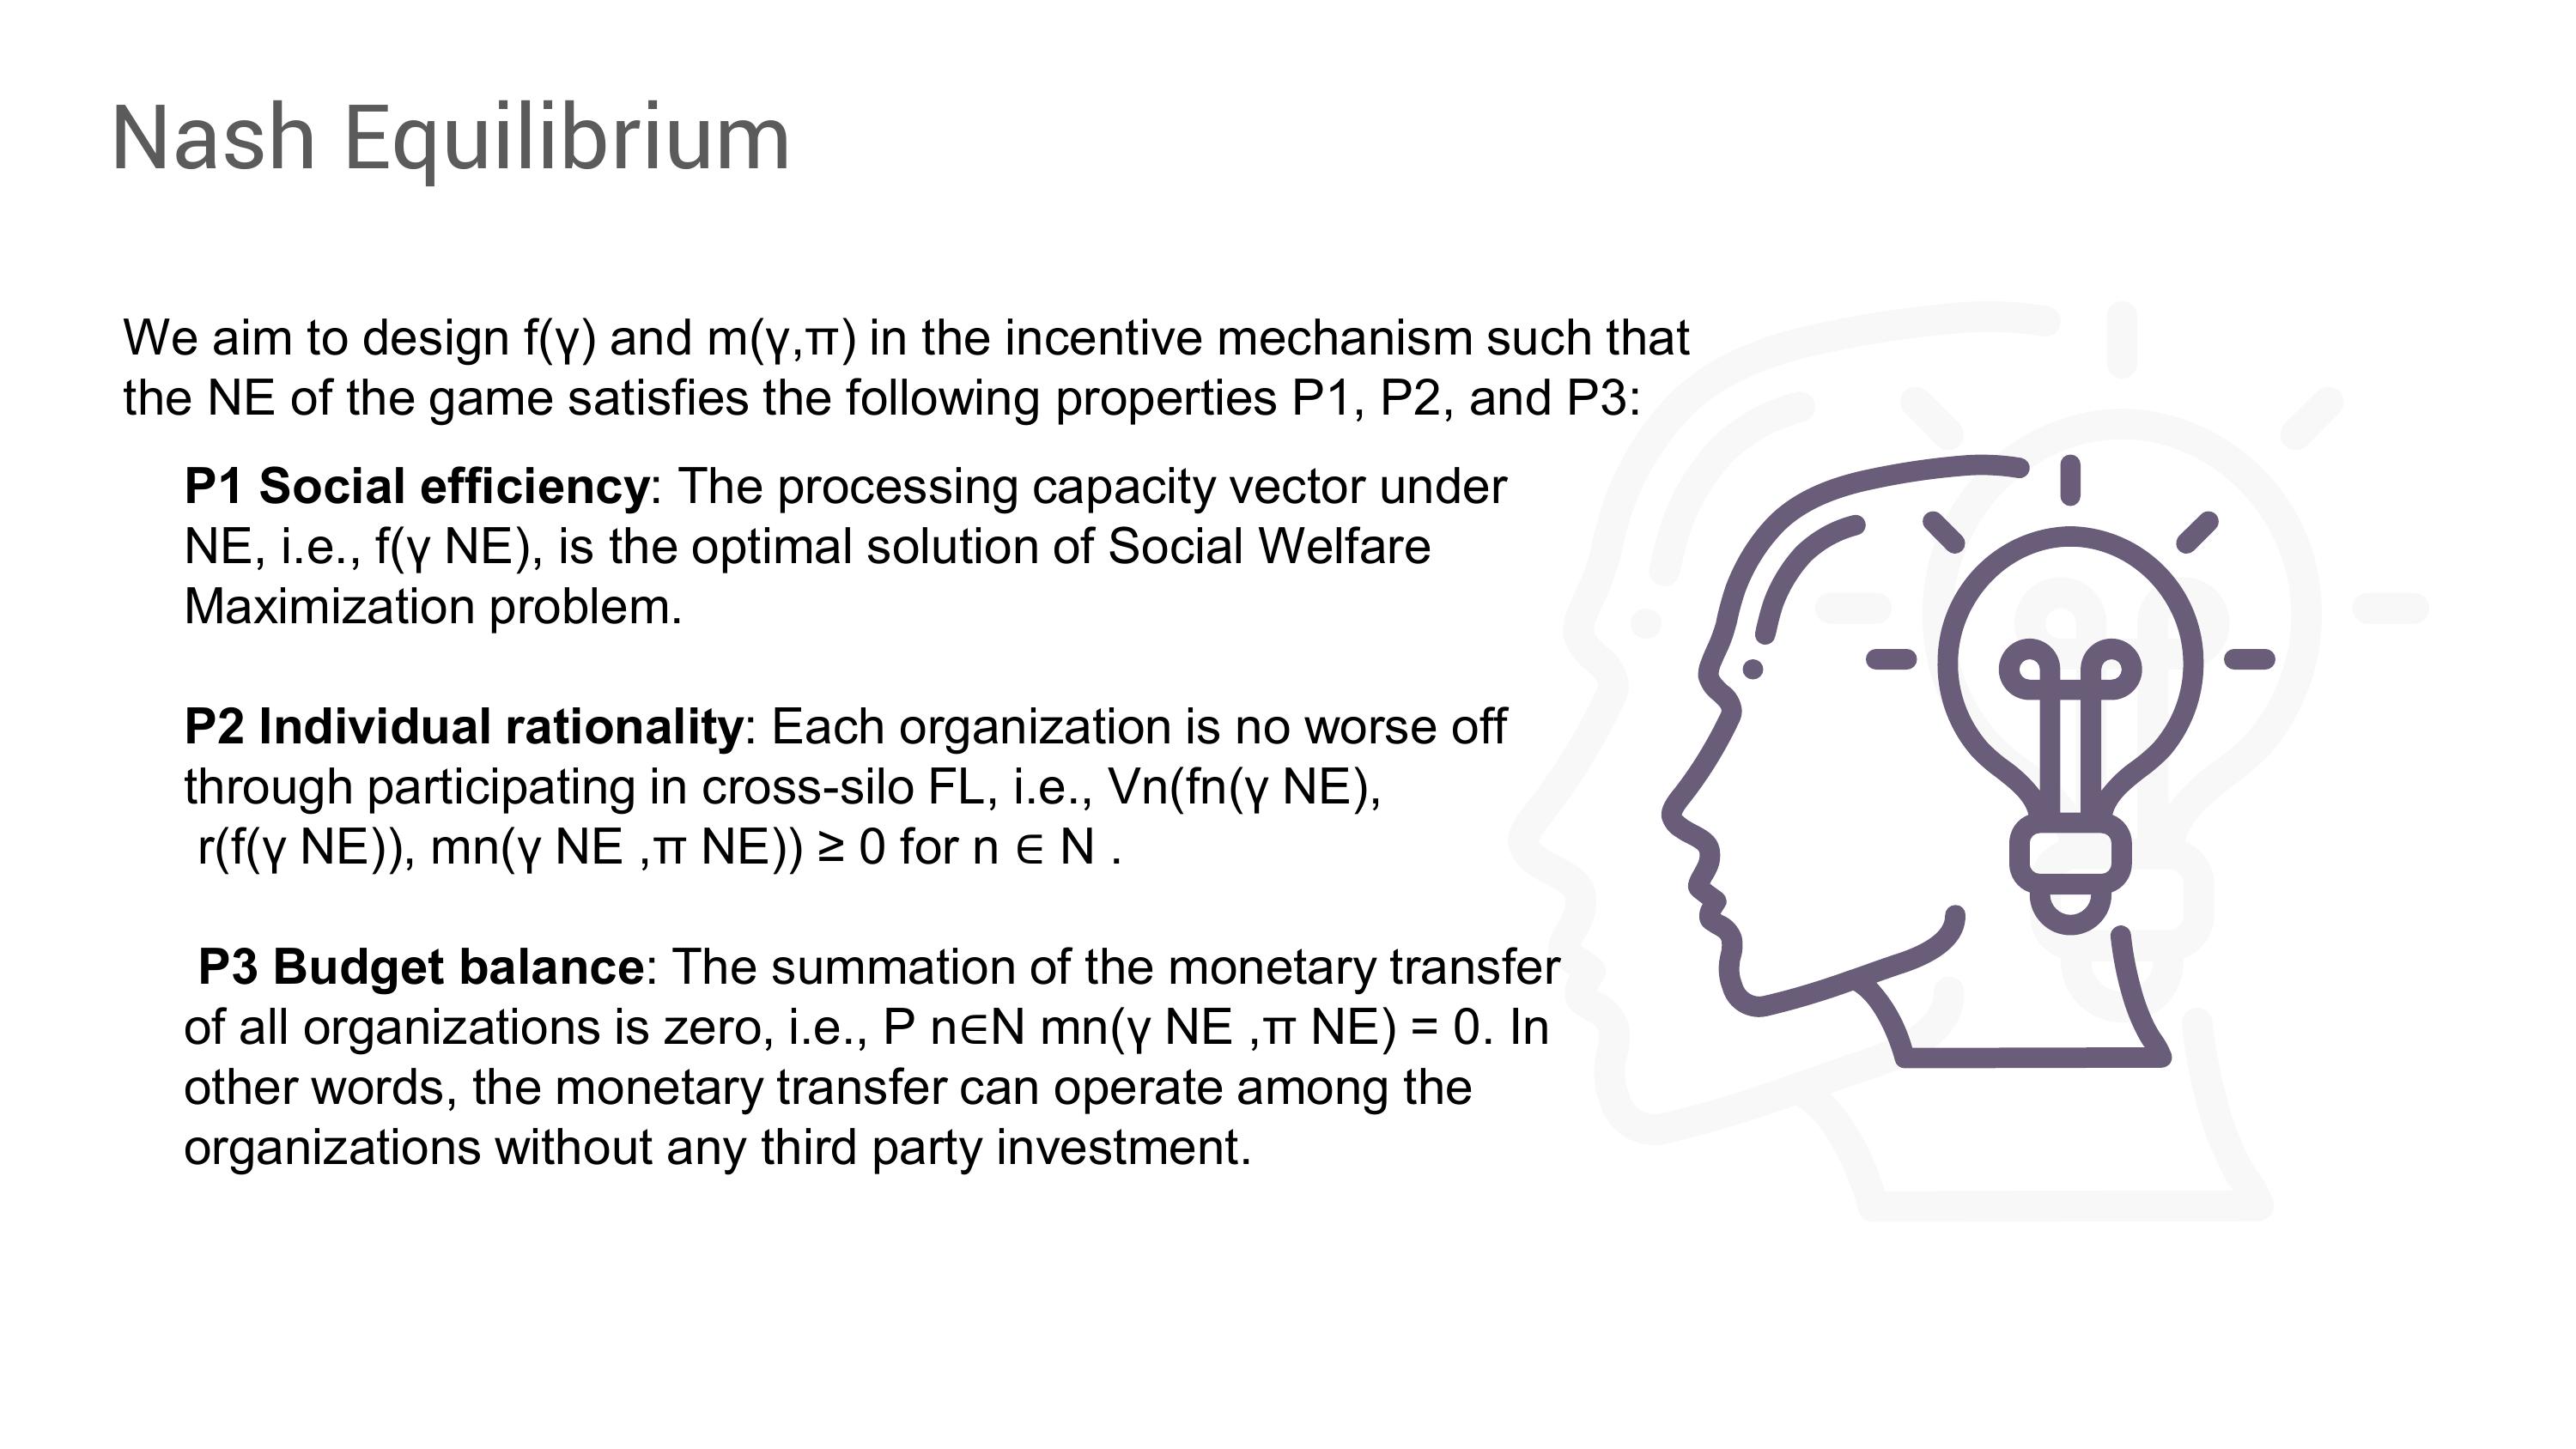 Nash Equilibrium
We aim to design f(γ) and m(γ,π) in the incentive mechanism such that
the NE of the game satisfies the following properties P1, P2, and P3:
P1 Social efficiency: The processing capacity vector under
NE, i.e., f(γ NE), is the optimal solution of Social Welfare
Maximization problem.
P2 Individual rationality: Each organization is no worse off
through participating in cross-silo FL, i.e., Vn(fn(γ NE),
r(f(γ NE)), mn(γ NE ,π NE)) ≥ 0 for n ∈ N .
P3 Budget balance: The summation of the monetary transfer
of all organizations is zero, i.e., P n∈N mn(γ NE ,π NE) = 0. In
other words, the monetary transfer can operate among the
organizations without any third party investment.